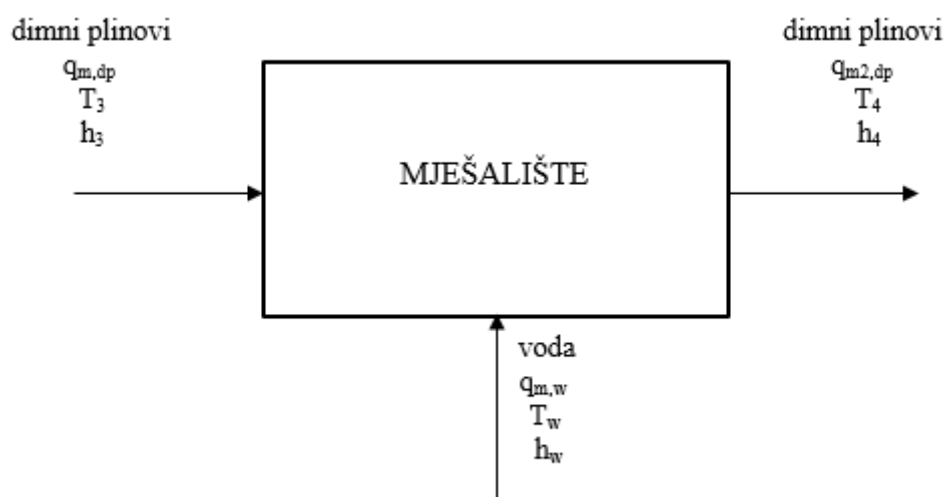 dimni plinovi
qm,dp
T3
h3
MJEŠALIŠTE
dimni plinovi
qm2,dp
T4
h4
voda
qm,w
Tw
hw